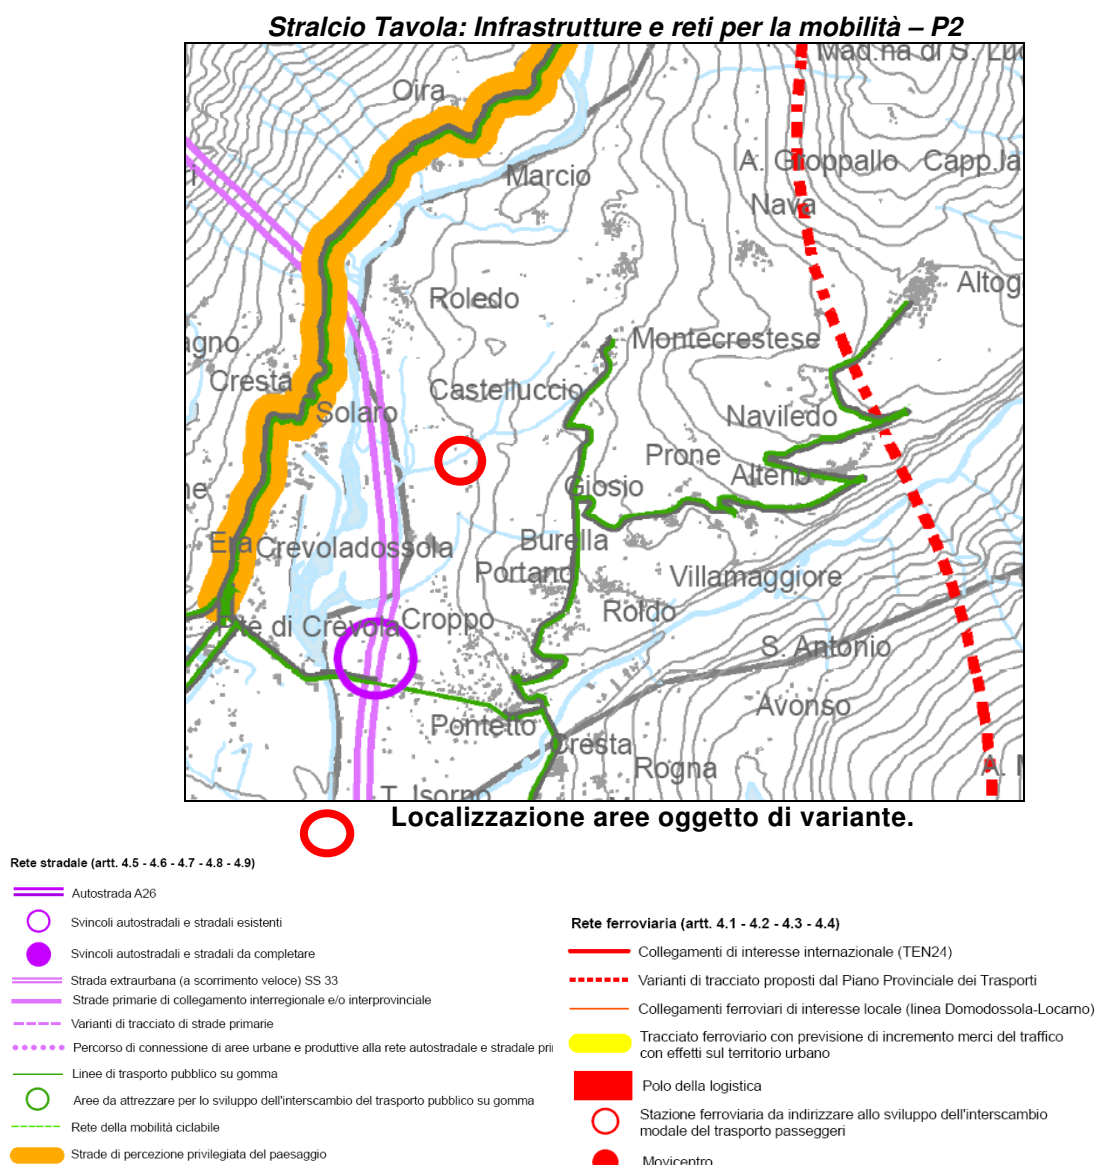 Stralcio Tavola: Infrastrutture e reti per la mobilità – P2
Oira
Marcio
A. Groppallo
Capp.la
Nava
Altog
Roledo
Montecrestese
agno
Cresta
Castelluccio
Solaro
Naviledo
Prone
Alteno
Giosio
ne
Era
Crevoladossola
Burella
Portano
Villamaggiore
Roldo
P.te di Crevola
Croppo
S. Antonio
Avonso
Pontetto
Cresta
Rogna
T. Isorno
Localizzazione aree oggetto di variante.
Rete stradale (artt. 4.5 - 4.6 - 4.7 - 4.8 - 4.9)
Autostrada A26
Svincoli autostradali e stradali esistenti
Svincoli autostradali e stradali da completare
Strada extraurbana (a scorrimento veloce) SS 33
Strade primarie di collegamento interregionale e/o interprovinciale
Varianti di tracciato di strade primarie
Percorso di connessione di aree urbane e produttive alla rete autostradale e stradale pri
Linee di trasporto pubblico su gomma
Aree da attrezzare per lo sviluppo dell'interscambio del trasporto pubblico su gomma
Rete della mobilità ciclabile
Strade di percezione privilegiata del paesaggio
Rete ferroviaria (artt. 4.1 - 4.2 - 4.3 - 4.4)
Collegamenti di interesse internazionale (TEN24)
Varianti di tracciato proposti dal Piano Provinciale dei Trasporti
Collegamenti ferroviari di interesse locale (linea Domodossola-Locarno)
Tracciato ferroviario con previsione di incremento merci del traffico
con effetti sul territorio urbano
Polo della logistica
Stazione ferroviaria da indirizzare allo sviluppo dell'interscambio
modale del trasporto passeggeri
Movicentro